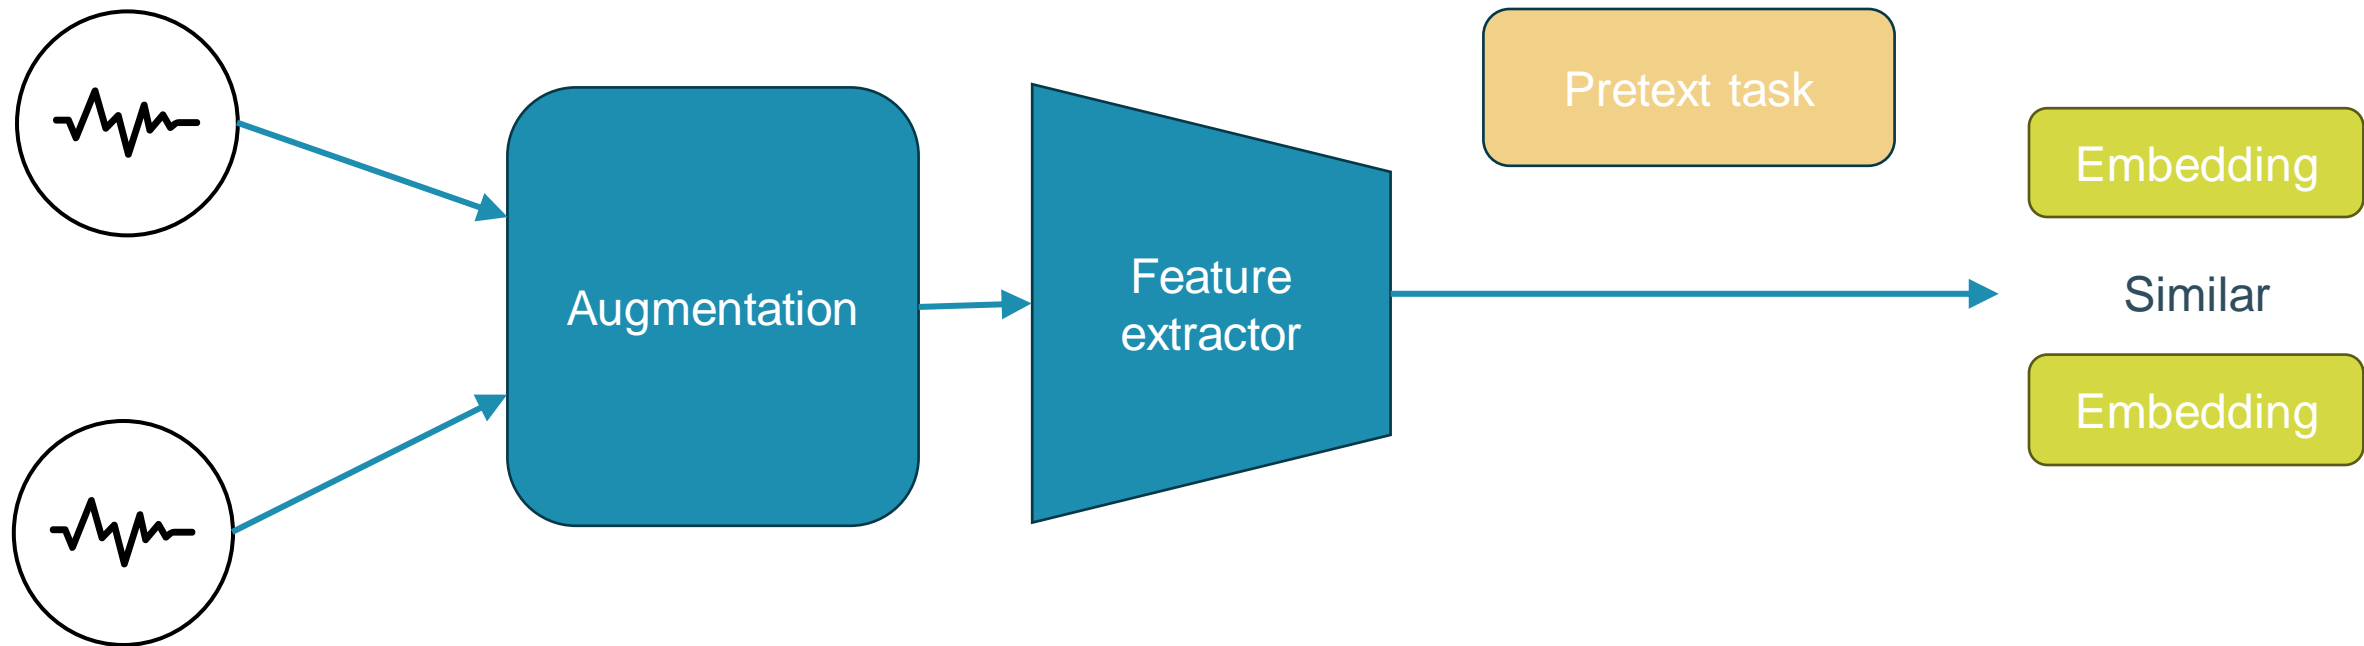 Pretext task
Embedding
Augmentation
Feature
extractor
Similar
Embedding